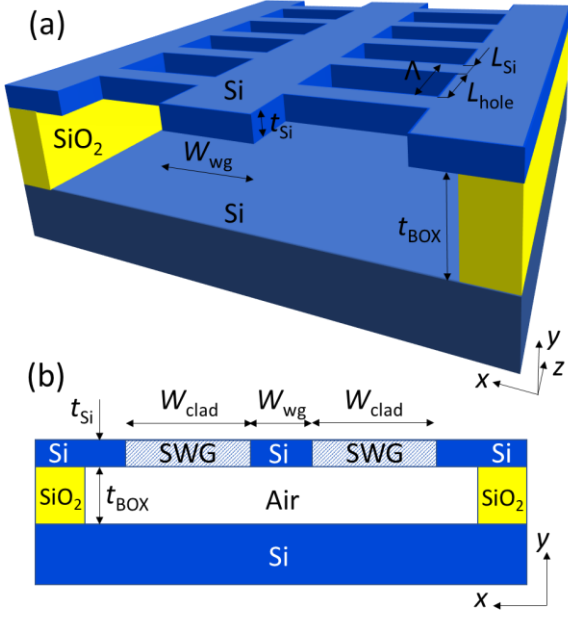 (a)
Si
L_Si
Λ
L_hole
SiO₂
t_Si
W_wg
Si
t_BOX
y
z
x
(b)
W_clad W_wg W_clad
t_Si
Si SWG Si SWG Si
SiO₂ t_BOX Air SiO₂
Si
y
x